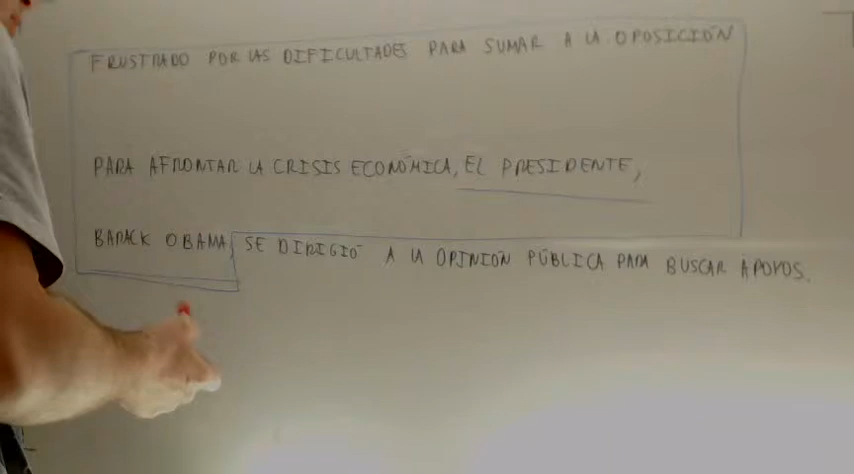 FRUSTRADO POR LAS DIFICULTADES PARA SUMAR A LA OPOSICIÓN
PARA AFRONTAR LA CRISIS ECONÓMICA, EL PRESIDENTE,
BARACK OBAMA, SE DIRIGIÓ A LA OPINIÓN PÚBLICA PARA BUSCAR APOYOS.